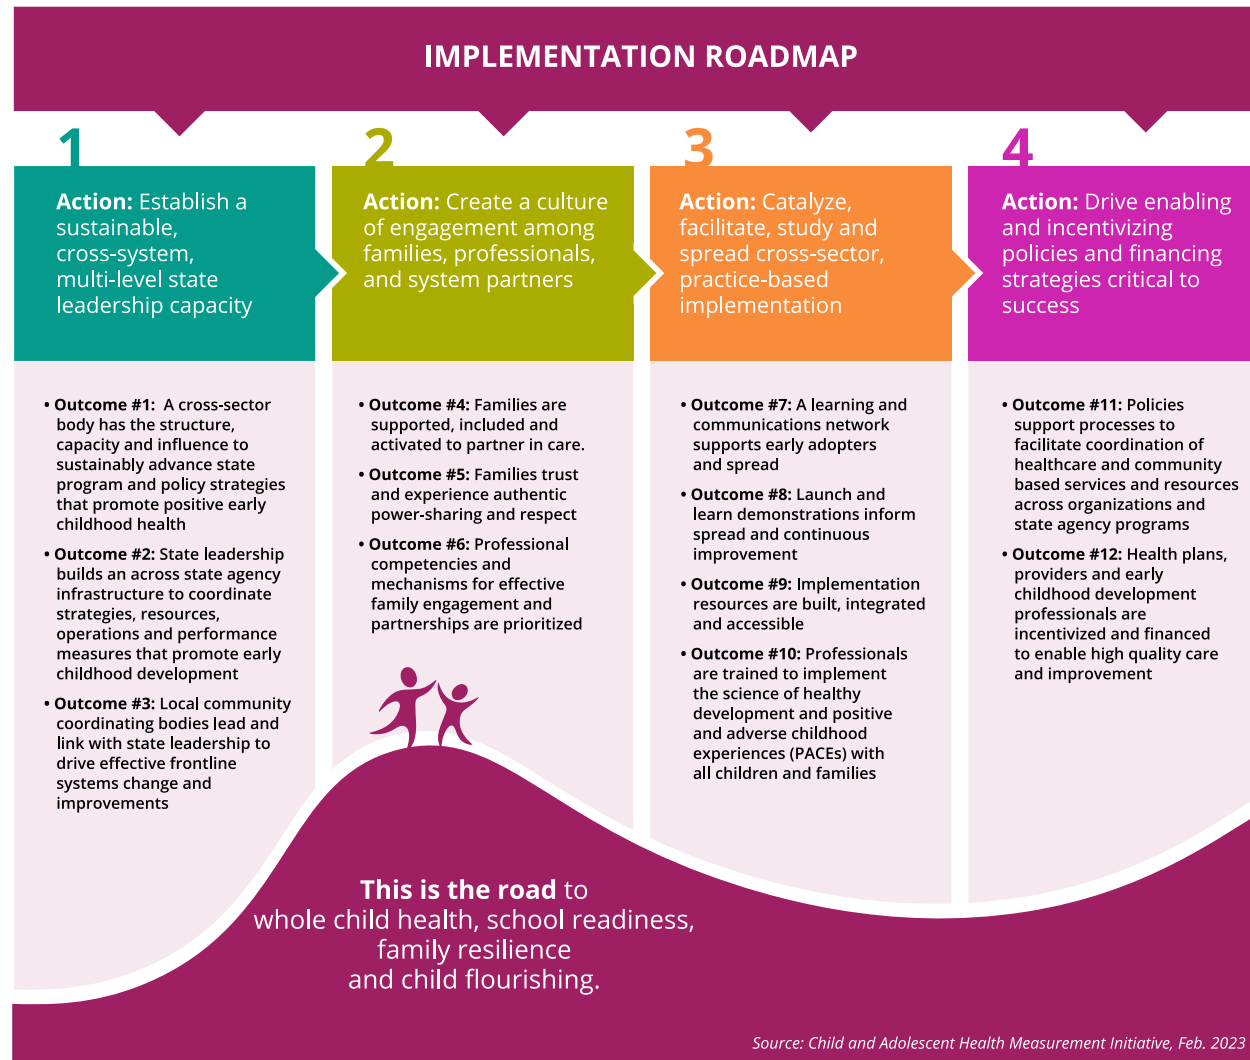 IMPLEMENTATION ROADMAP
1
Action: Establish a
sustainable,
cross-system,
multi-level state
leadership capacity
• Outcome #1: A cross-sector
body has the structure,
capacity and influence to
sustainably advance state
program and policy strategies
that promote positive early
childhood health
• Outcome #2: State leadership
builds an across state agency
infrastructure to coordinate
strategies, resources,
operations and performance
measures that promote early
childhood development
• Outcome #3: Local community
coordinating bodies lead and
link with state leadership to
drive effective frontline
systems change and
improvements
2
Action: Create a culture
of engagement among
families, professionals,
and system partners
• Outcome #4: Families are
supported, included and
activated to partner in care.
• Outcome #5: Families trust
and experience authentic
power-sharing and respect
• Outcome #6: Professional
competencies and
mechanisms for effective
family engagement and
partnerships are prioritized
3
Action: Catalyze,
facilitate, study and
spread cross-sector,
practice-based
implementation
• Outcome #7: A learning and
communications network
supports early adopters
and spread
• Outcome #8: Launch and
learn demonstrations inform
spread and continuous
improvement
• Outcome #9: Implementation
resources are built, integrated
and accessible
• Outcome #10: Professionals
are trained to implement
the science of healthy
development and positive
and adverse childhood
experiences (PACEs) with
all children and families
4
Action: Drive enabling
and incentivizing
policies and financing
strategies critical to
success
• Outcome #11: Policies
support processes to
facilitate coordination of
healthcare and community
based services and resources
across organizations and
state agency programs
• Outcome #12: Health plans,
providers and early
childhood development
professionals are
incentivized and financed
to enable high quality care
and improvement
This is the road to
whole child health, school readiness,
family resilience
and child flourishing.
Source: Child and Adolescent Health Measurement Initiative, Feb. 2023